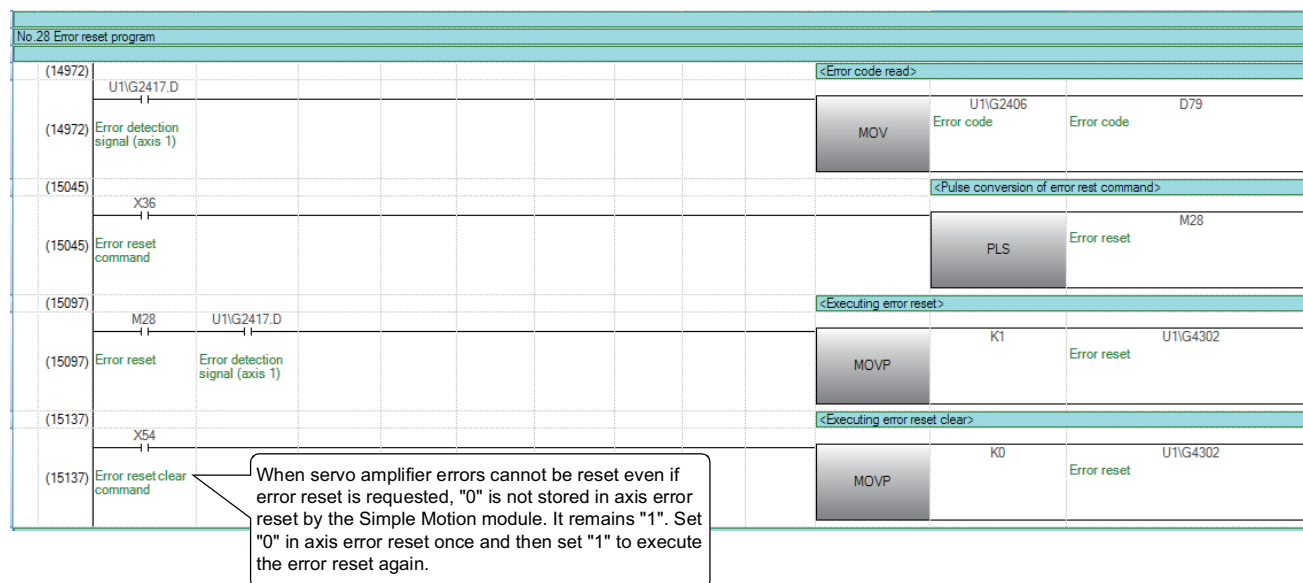 No.28 Error reset program
(14972)
<Error code read>
U1\G2417.D
U1\G2406
D79
(14972)
Error detection
signal (axis 1)
MOV
Error code
Error code
(15045)
<Pulse conversion of error rest command>
X36
M28
(15045)
Error reset
command
PLS
Error reset
(15097)
<Executing error reset>
M28
U1\G2417.D
K1
U1\G4302
(15097)
Error reset
Error detection
signal (axis 1)
MOVP
Error reset
(15137)
<Executing error reset clear>
X54
K0
U1\G4302
(15137)
Error reset clear
command
MOVP
Error reset
When servo amplifier errors cannot be reset even if
error reset is requested, "0" is not stored in axis error
reset by the Simple Motion module. It remains "1". Set
"0" in axis error reset once and then set "1" to execute
the error reset again.